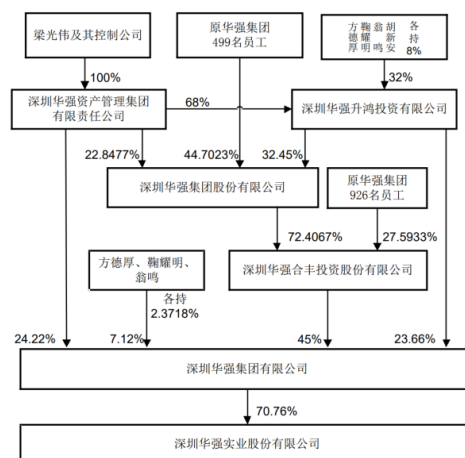 梁光伟及其控制公司
原华强集团
499名员工
方德厚
鞠耀明
翁鸣
胡新安
各持
8%
100%
32%
深圳华强资产管理集团
有限责任公司
68%
深圳华强升鸿投资有限公司
22.8477%
44.7023%
32.45%
深圳华强集团股份有限公司
原华强集团
926名员工
72.4067%
27.5933%
方德厚、鞠耀明、
翁鸣
深圳华强合丰投资股份有限公司
各持
2.3718%
24.22%
7.12%
45%
23.66%
深圳华强集团有限公司
70.76%
深圳华强实业股份有限公司